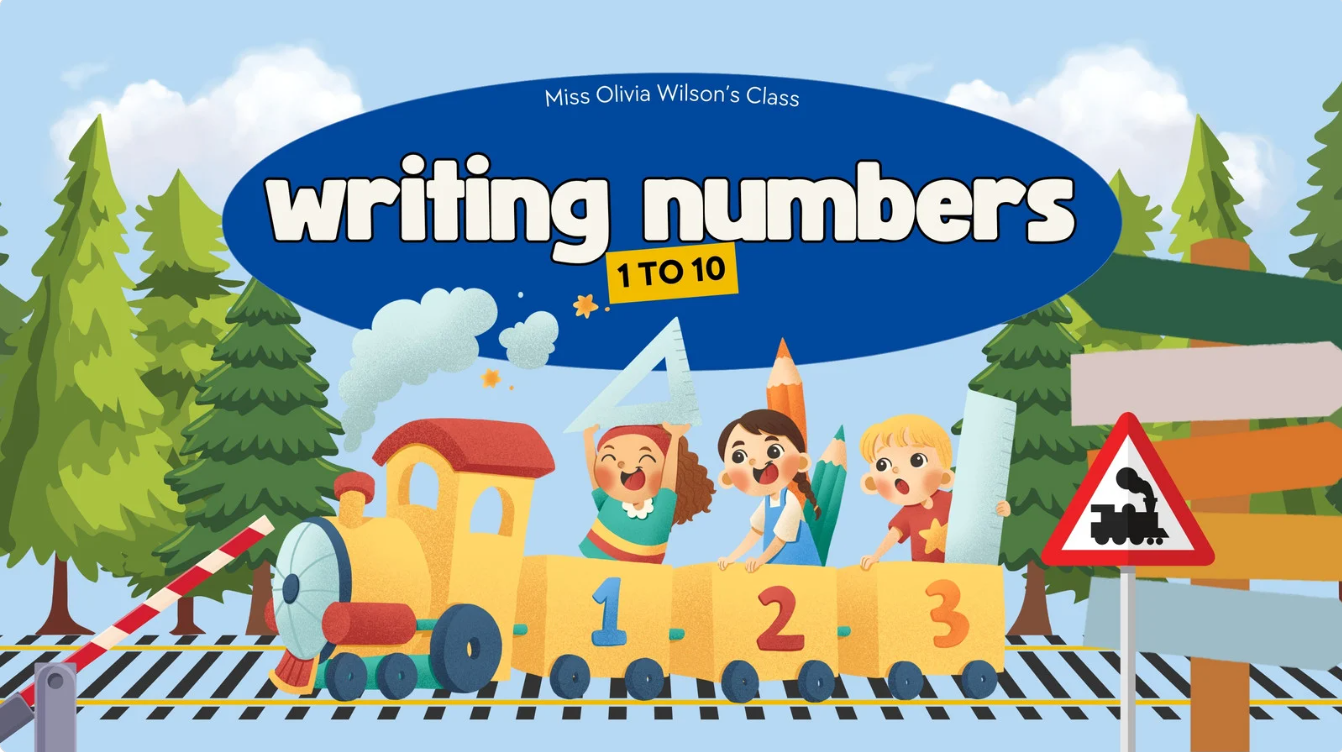 Miss Olivia Wilson's Class
writing numbers
1 TO 10
1 2 3